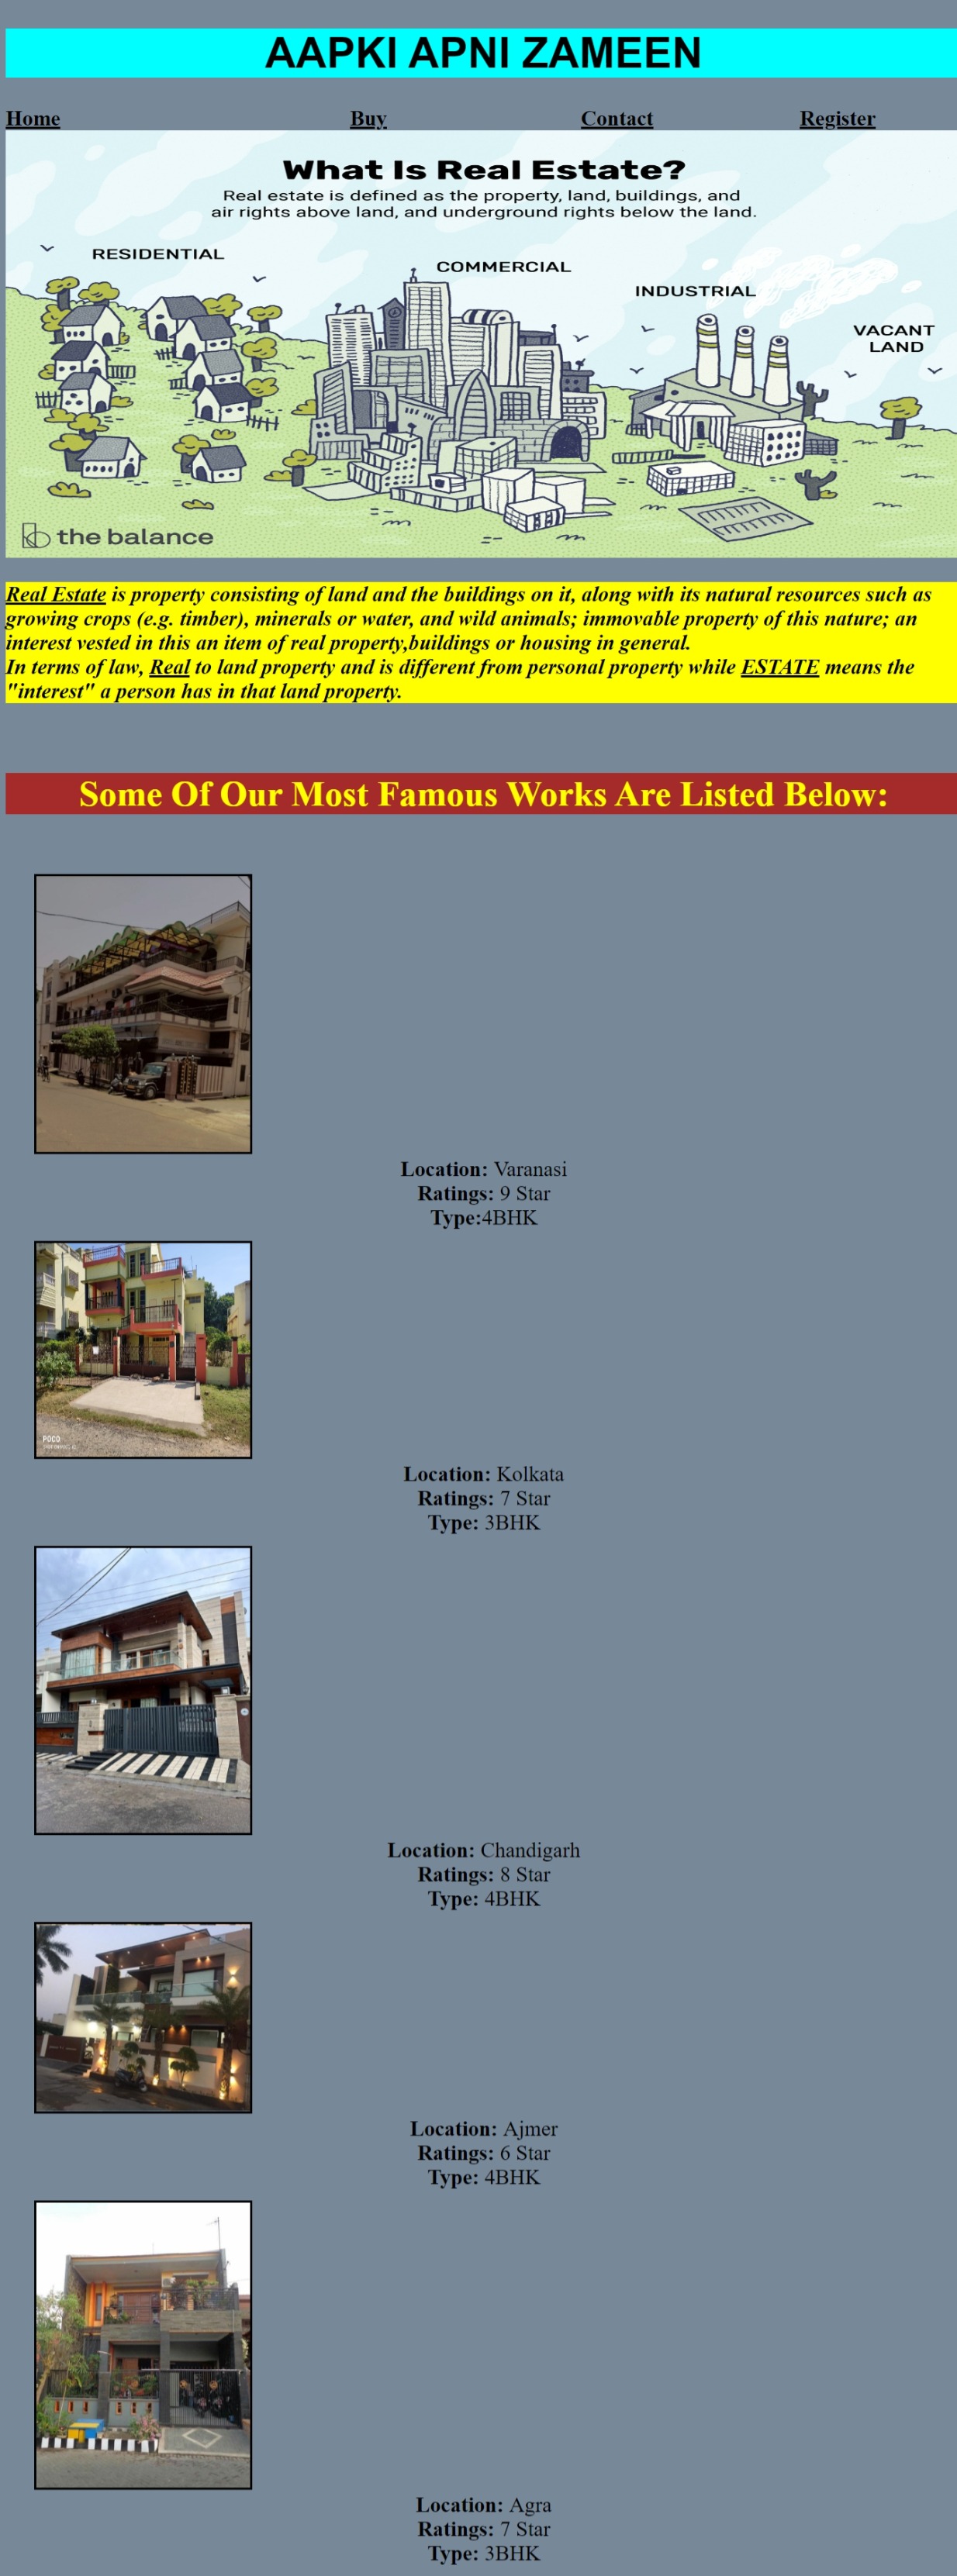 AAPKI APNI ZAMEEN
Home Buy Contact Register
What Is Real Estate?
Real estate is defined as the property, land, buildings, and
air rights above land, and underground rights below the land.
RESIDENTIAL
COMMERCIAL
INDUSTRIAL
VACANT
LAND
the balance
Real Estate is property consisting of land and the buildings on it, along with its natural resources such as
growing crops (e.g. timber), minerals or water, and wild animals; immovable property of this nature; an
interest vested in this an item of real property,buildings or housing in general.
In terms of law, Real to land property and is different from personal property while ESTATE means the
"interest" a person has in that land property.
Some Of Our Most Famous Works Are Listed Below:
Location: Varanasi
Ratings: 9 Star
Type:4BHK
POCO
Location: Kolkata
Ratings: 7 Star
Type: 3BHK
Location: Chandigarh
Ratings: 8 Star
Type: 4BHK
Location: Ajmer
Ratings: 6 Star
Type: 4BHK
Location: Agra
Ratings: 7 Star
Type: 3BHK